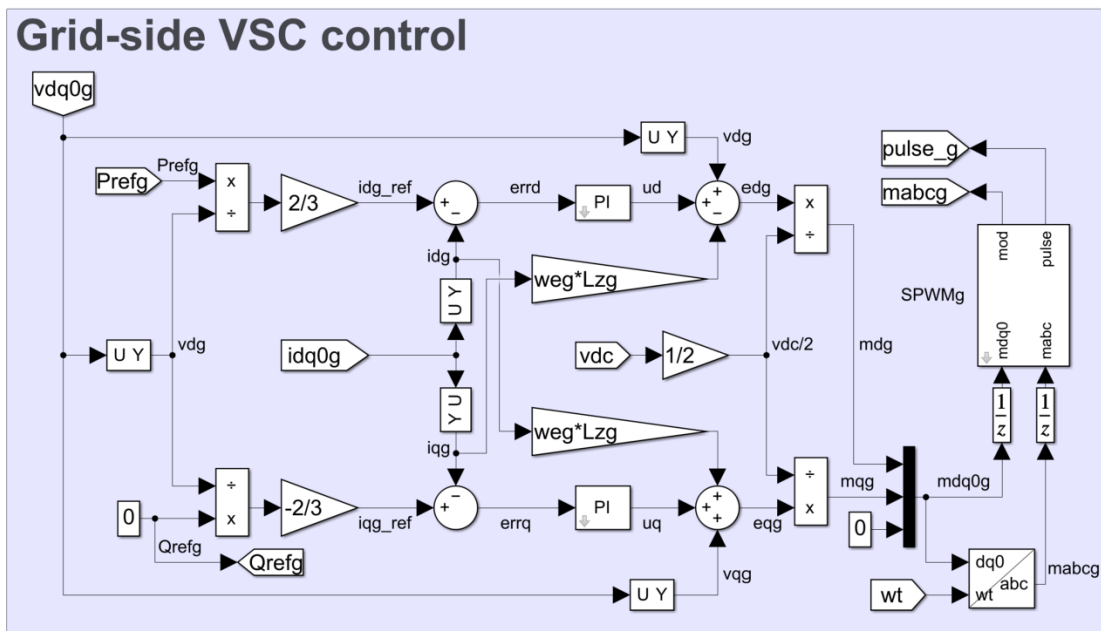 Grid-side VSC control
vdq0g
U Y
vdg
Prefg
Prefg
x
÷
2/3
idg_ref
+
−
errd
PI
ud
+
+
−
edg
x
÷
pulse_g
mabcg
mod
pulse
SPWMg
mdq0
mabc
idg
U Y
weg*Lzg
U Y
vdg
idq0g
vdc
1/2
vdc/2
mdg
Y U
iqg
weg*Lzg
1
z
1
z
÷
x
0
Qrefg
Qrefg
-2/3
iqg_ref
−
+
errq
PI
uq
+
+
+
eqg
÷
x
mqg
0
mdq0g
vqg
U Y
wt
dq0
wt
abc
mabcg